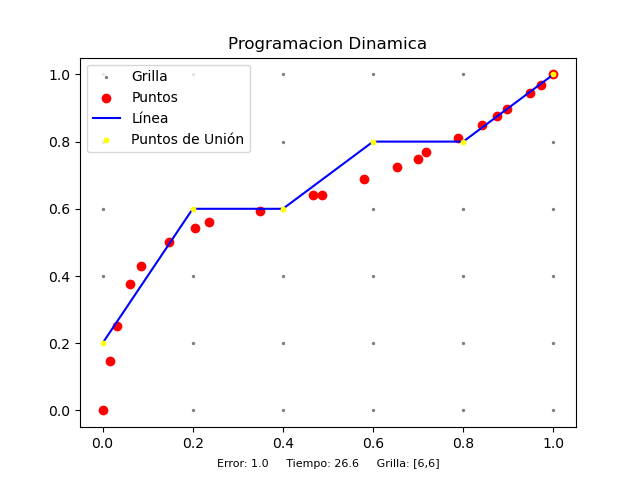 Programacion Dinamica
Grilla
Puntos
Línea
Puntos de Unión
1.0
0.8
0.6
0.4
0.2
0.0
0.0 0.2 0.4 0.6 0.8 1.0
Error: 1.0 Tiempo: 26.6 Grilla: [6,6]